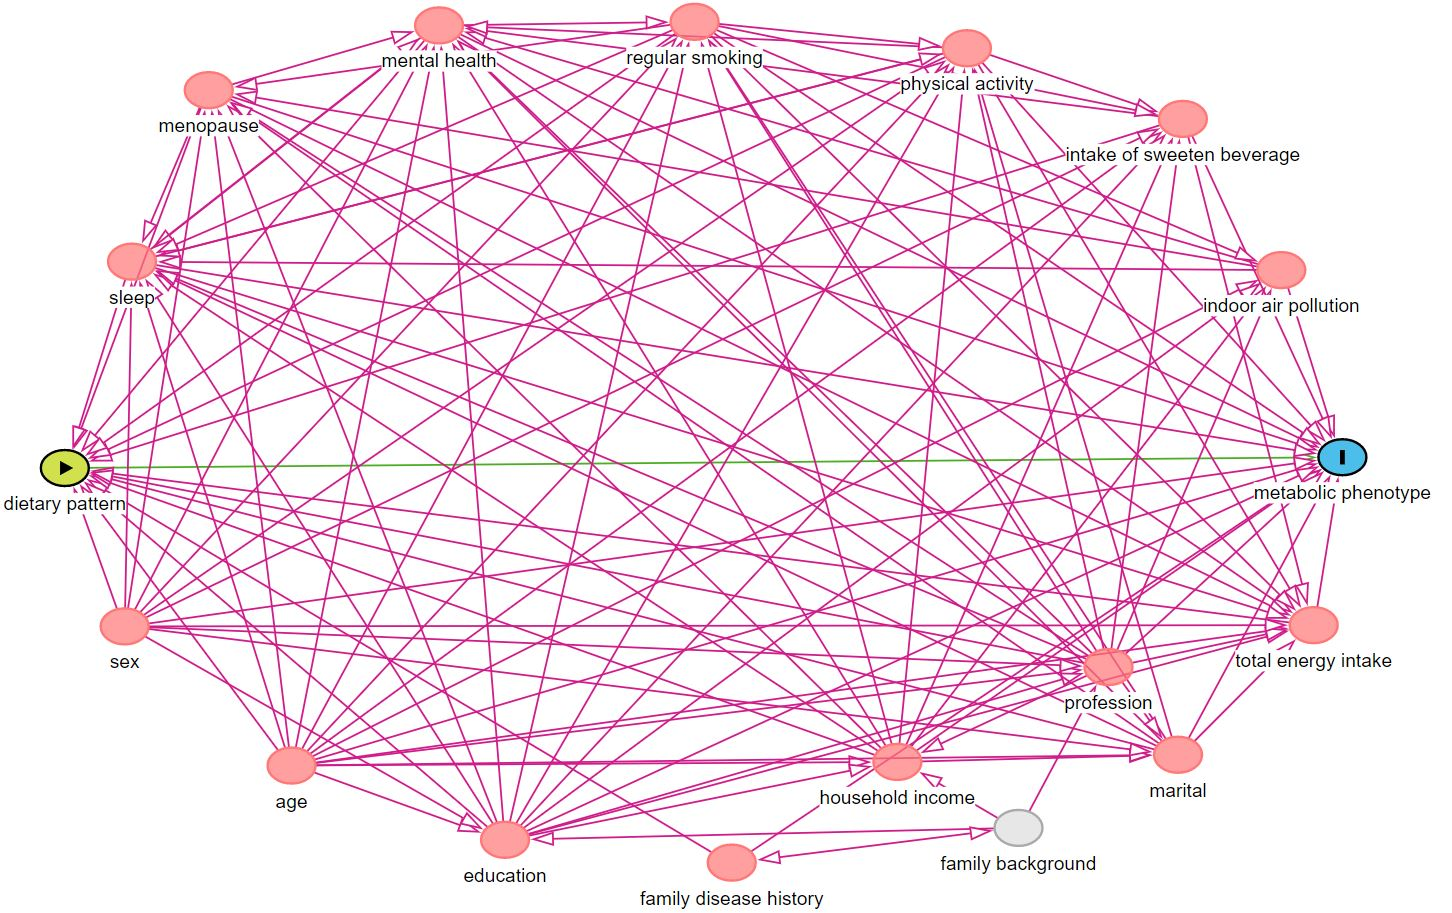 mental health
regular smoking
physical activity
menopause
intake of sweeten beverage
sleep
indoor air pollution
dietary pattern
metabolic phenotype
sex
total energy intake
profession
age
household income
marital
education
family background
family disease history